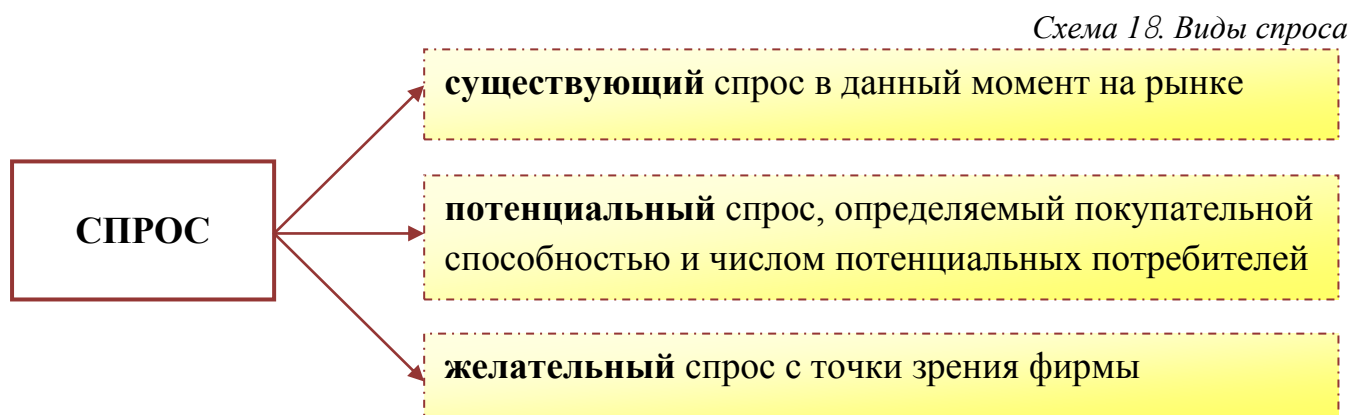 Схема 18. Виды спроса
существующий спрос в данный момент на рынке
СПРОС
потенциальный спрос, определяемый покупательной
способностью и числом потенциальных потребителей
желательный спрос с точки зрения фирмы